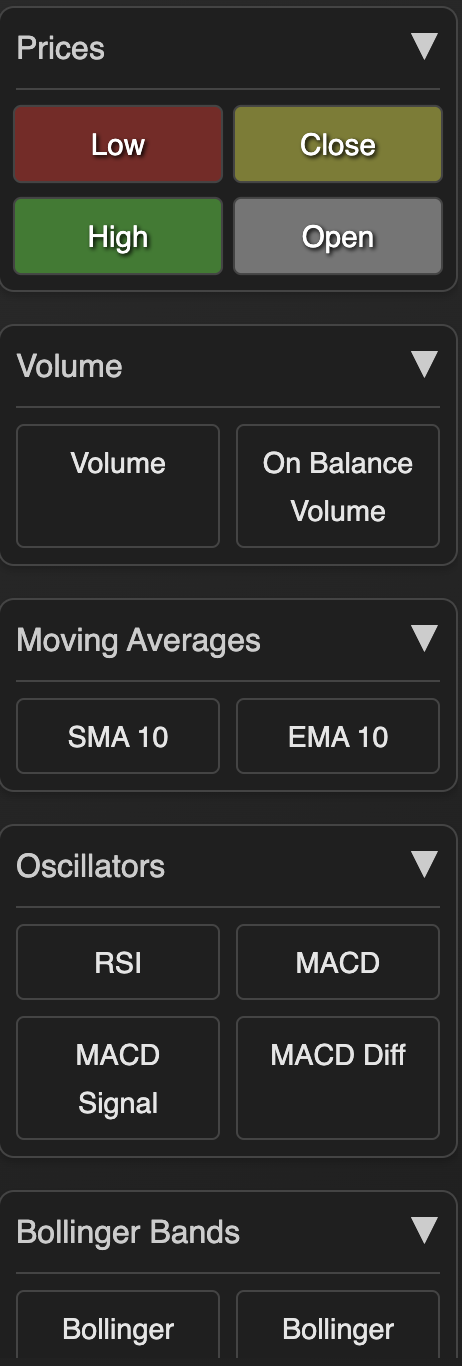 Prices
Low
Close
High
Open
Volume
Volume
On Balance
Volume
Moving Averages
SMA 10
EMA 10
Oscillators
RSI
MACD
MACD
Signal
MACD Diff
Bollinger Bands
Bollinger
Bollinger